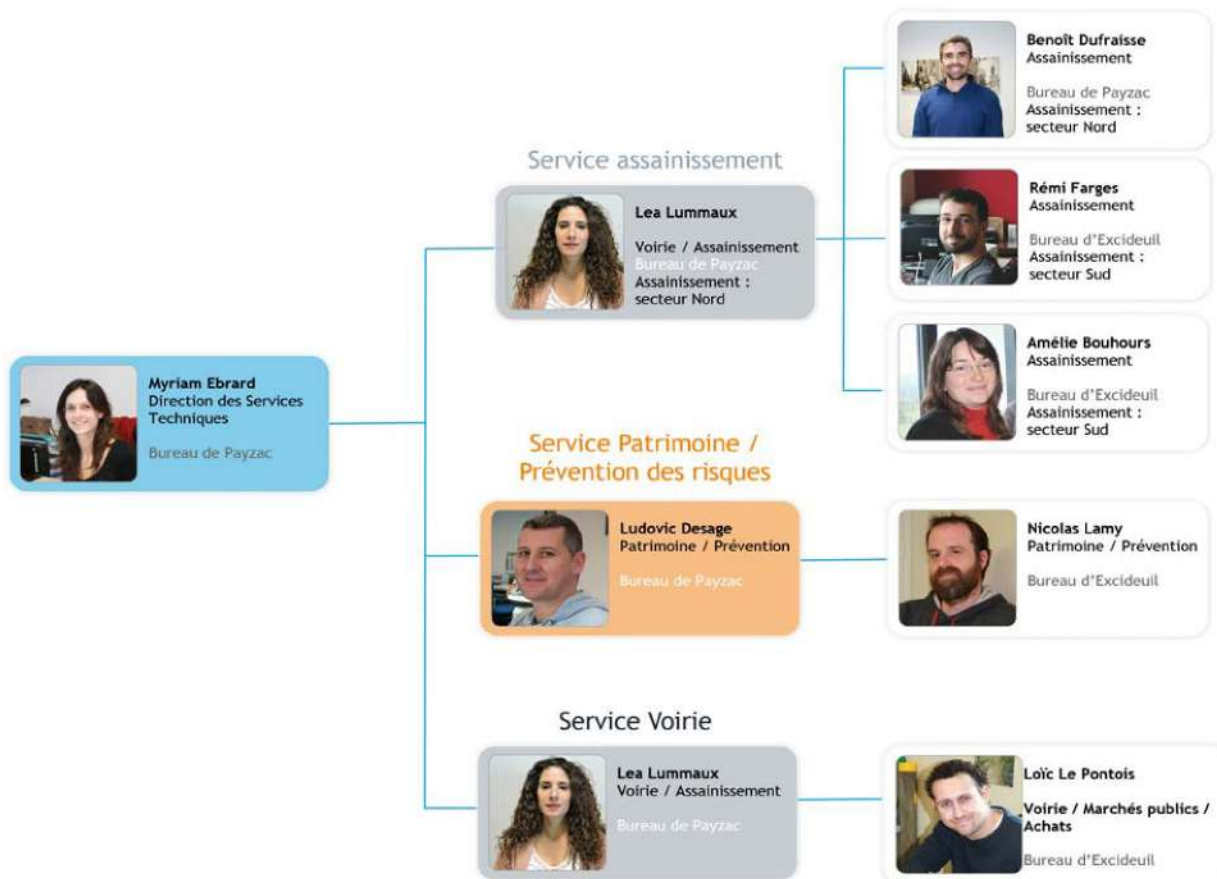 Myriam Ebrard
Direction des Services
Techniques
Bureau de Payzac
Service assainissement
Lea Lummaux
Voirie / Assainissement
Bureau de Payzac
Assainissement :
secteur Nord
Benoît Dufraisse
Assainissement
Bureau de Payzac
Assainissement :
secteur Nord
Rémi Farges
Assainissement
Bureau d'Excideuil
Assainissement :
secteur Sud
Amélie Bouhours
Assainissement
Bureau d'Excideuil
Assainissement :
secteur Sud
Service Patrimoine /
Prévention des risques
Ludovic Desage
Patrimoine / Prévention
Bureau de Payzac
Nicolas Lamy
Patrimoine / Prévention
Bureau d'Excideuil
Service Voirie
Lea Lummaux
Voirie / Assainissement
Bureau de Payzac
Loïc Le Pontois
Voirie / Marchés publics /
Achats
Bureau d'Excideuil